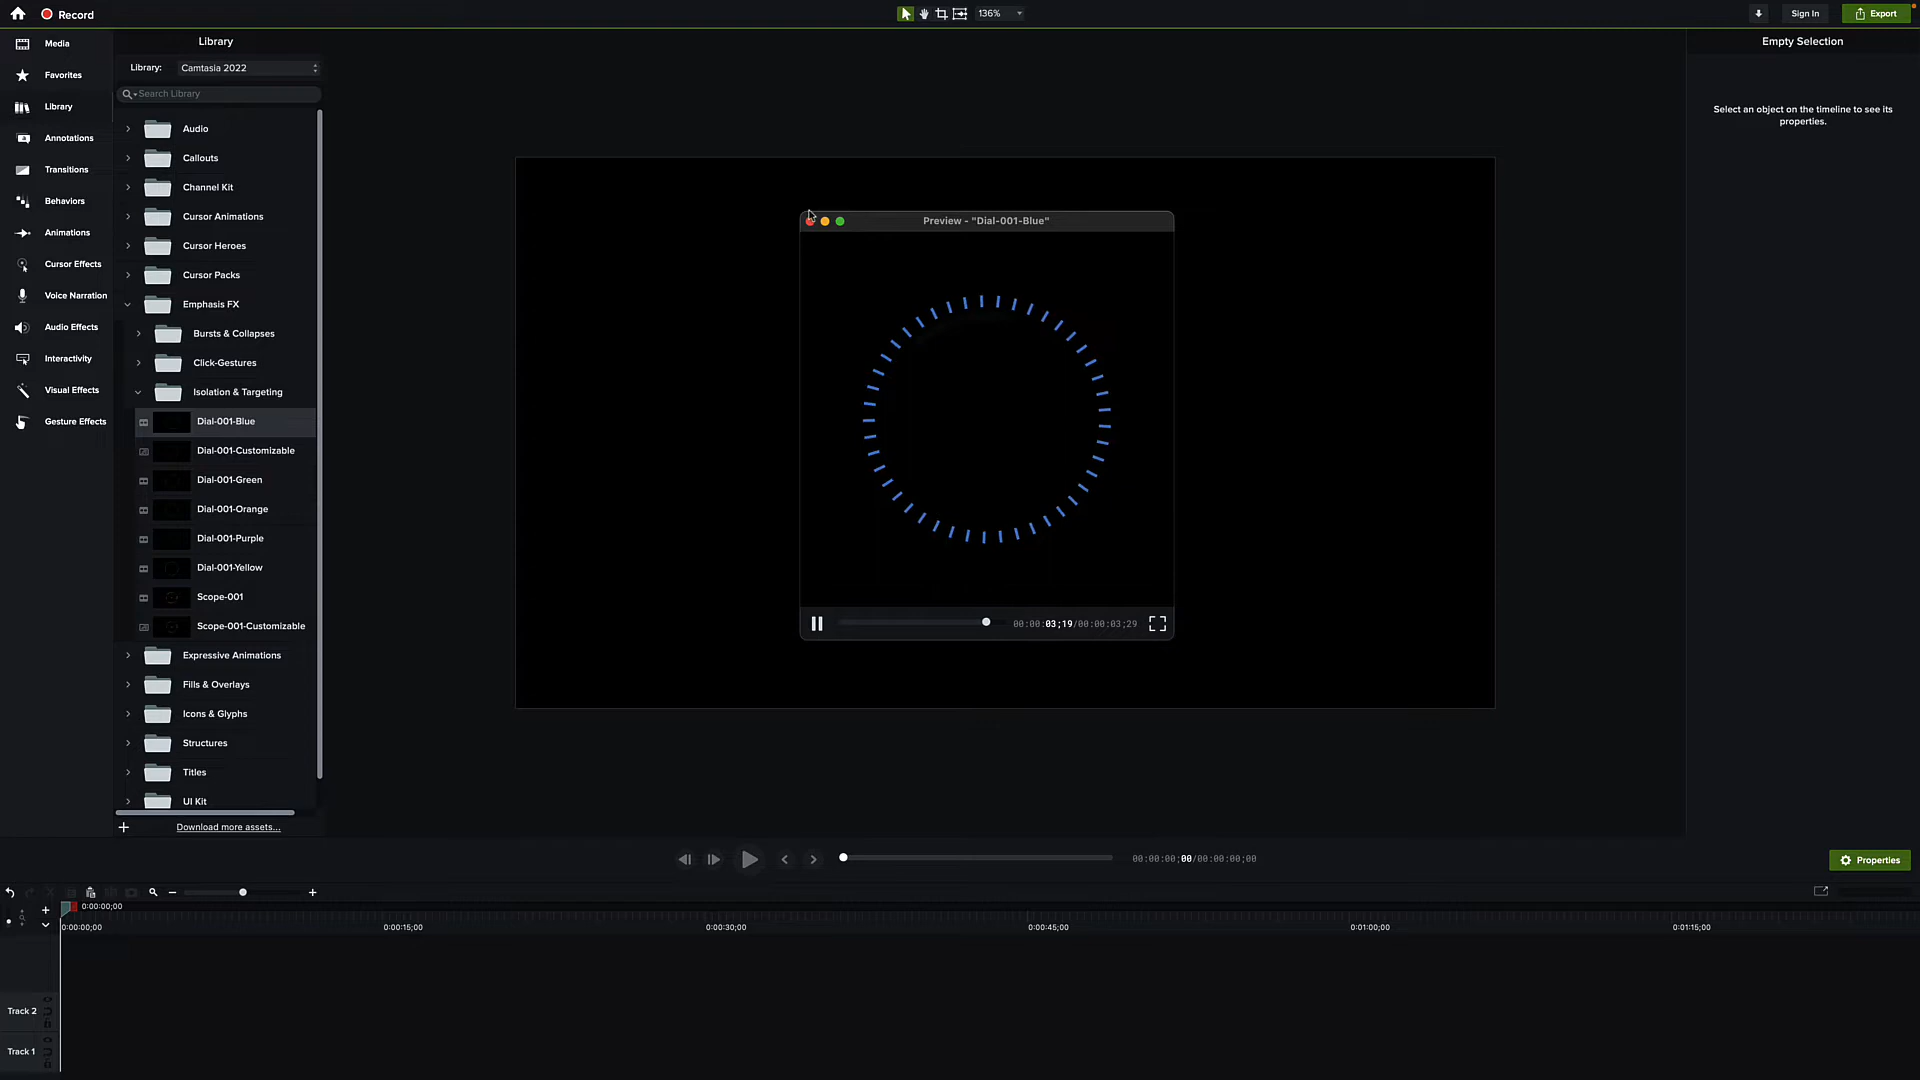 Record
136%
Sign In
Export
Media
Favorites
Library
Annotations
Transitions
Behaviors
Animations
Cursor Effects
Voice Narration
Audio Effects
Interactivity
Visual Effects
Gesture Effects
Library
Library:
Camtasia 2022
Search Library
Audio
Callouts
Channel Kit
Cursor Animations
Cursor Heroes
Cursor Packs
Emphasis FX
Bursts & Collapses
Click-Gestures
Isolation & Targeting
Dial-001-Blue
Dial-001-Customizable
Dial-001-Green
Dial-001-Orange
Dial-001-Purple
Dial-001-Yellow
Scope-001
Scope-001-Customizable
Expressive Animations
Fills & Overlays
Icons & Glyphs
Structures
Titles
UI Kit
Download more assets...
Preview - "Dial-001-Blue"
00:00:03;19/00:00:03;29
Empty Selection
Select an object on the timeline to see its
properties.
00:00:00;00/00:00:00;00
Properties
0:00:00;00
0:00:00;00
0:00:15;00
0:00:30;00
0:00:45;00
0:01:00;00
0:01:15;00
Track 2
Track 1